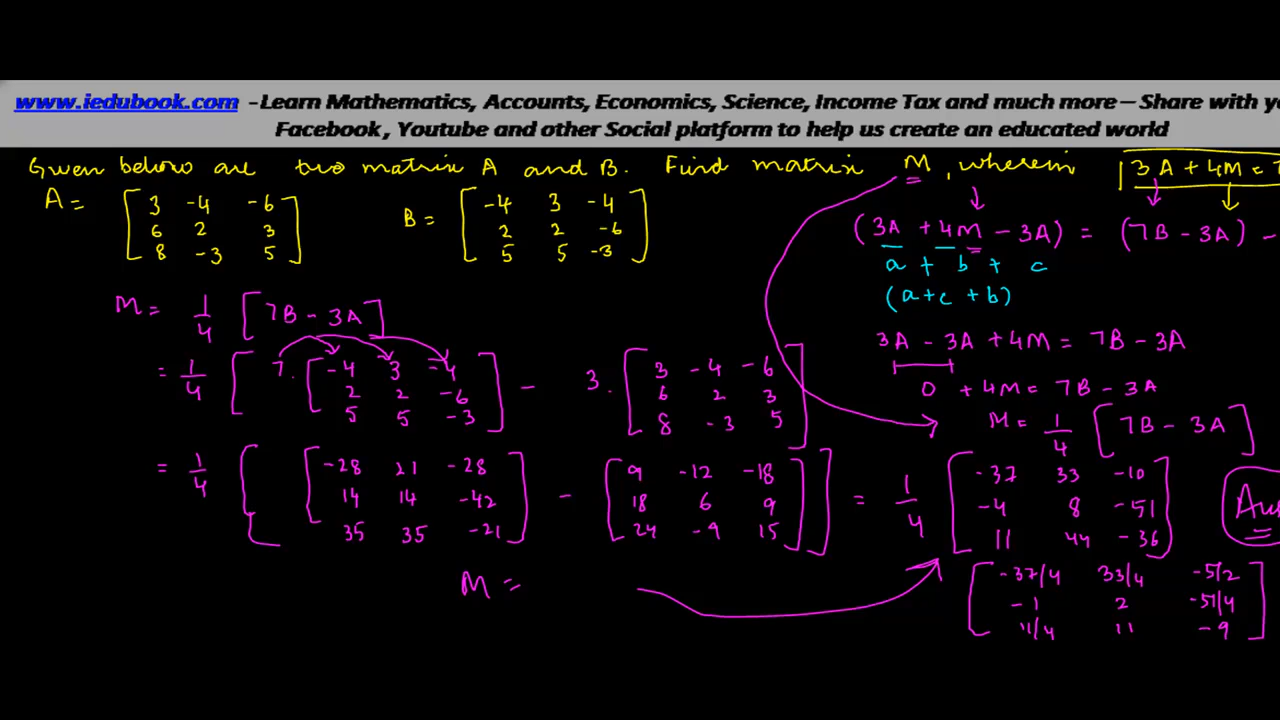 www.iedubook.com -Learn Mathematics, Accounts, Economics, Science, Income Tax and much more— Share with yo
Facebook, Youtube and other Social platform to help us create an educated world
Given below are two matrix A and B. Find matrix M, wherein 3A + 4M = 7
A = [ 3 -4 -6
6 2 3
8 -3 5 ]
B = [ -4 3 -4
2 2 -6
5 5 -3 ]
(3A + 4M - 3A) = (7B - 3A) -
a + b + c
(a+c+b)
3A - 3A + 4M = 7B - 3A
0 + 4M = 7B - 3A
M = 1/4 [7B - 3A]
M = 1/4 [7B - 3A]
= 1/4 [ 7. [ -4 3 -4
2 2 -6
5 5 -3 ] - 3. [ 3 -4 -6
6 2 3
8 -3 5 ]
= 1/4 [ [ -28 21 -28
14 14 -42
35 35 -21 ] - [ 9 -12 -18
18 6 9
24 -9 15 ] ] = 1/4 [ -37 33 -10
-4 8 -51
11 44 -36 ] Ans
M =
[ -37/4 33/4 -5/2
-1 2 -51/4
11/4 11 -9 ]